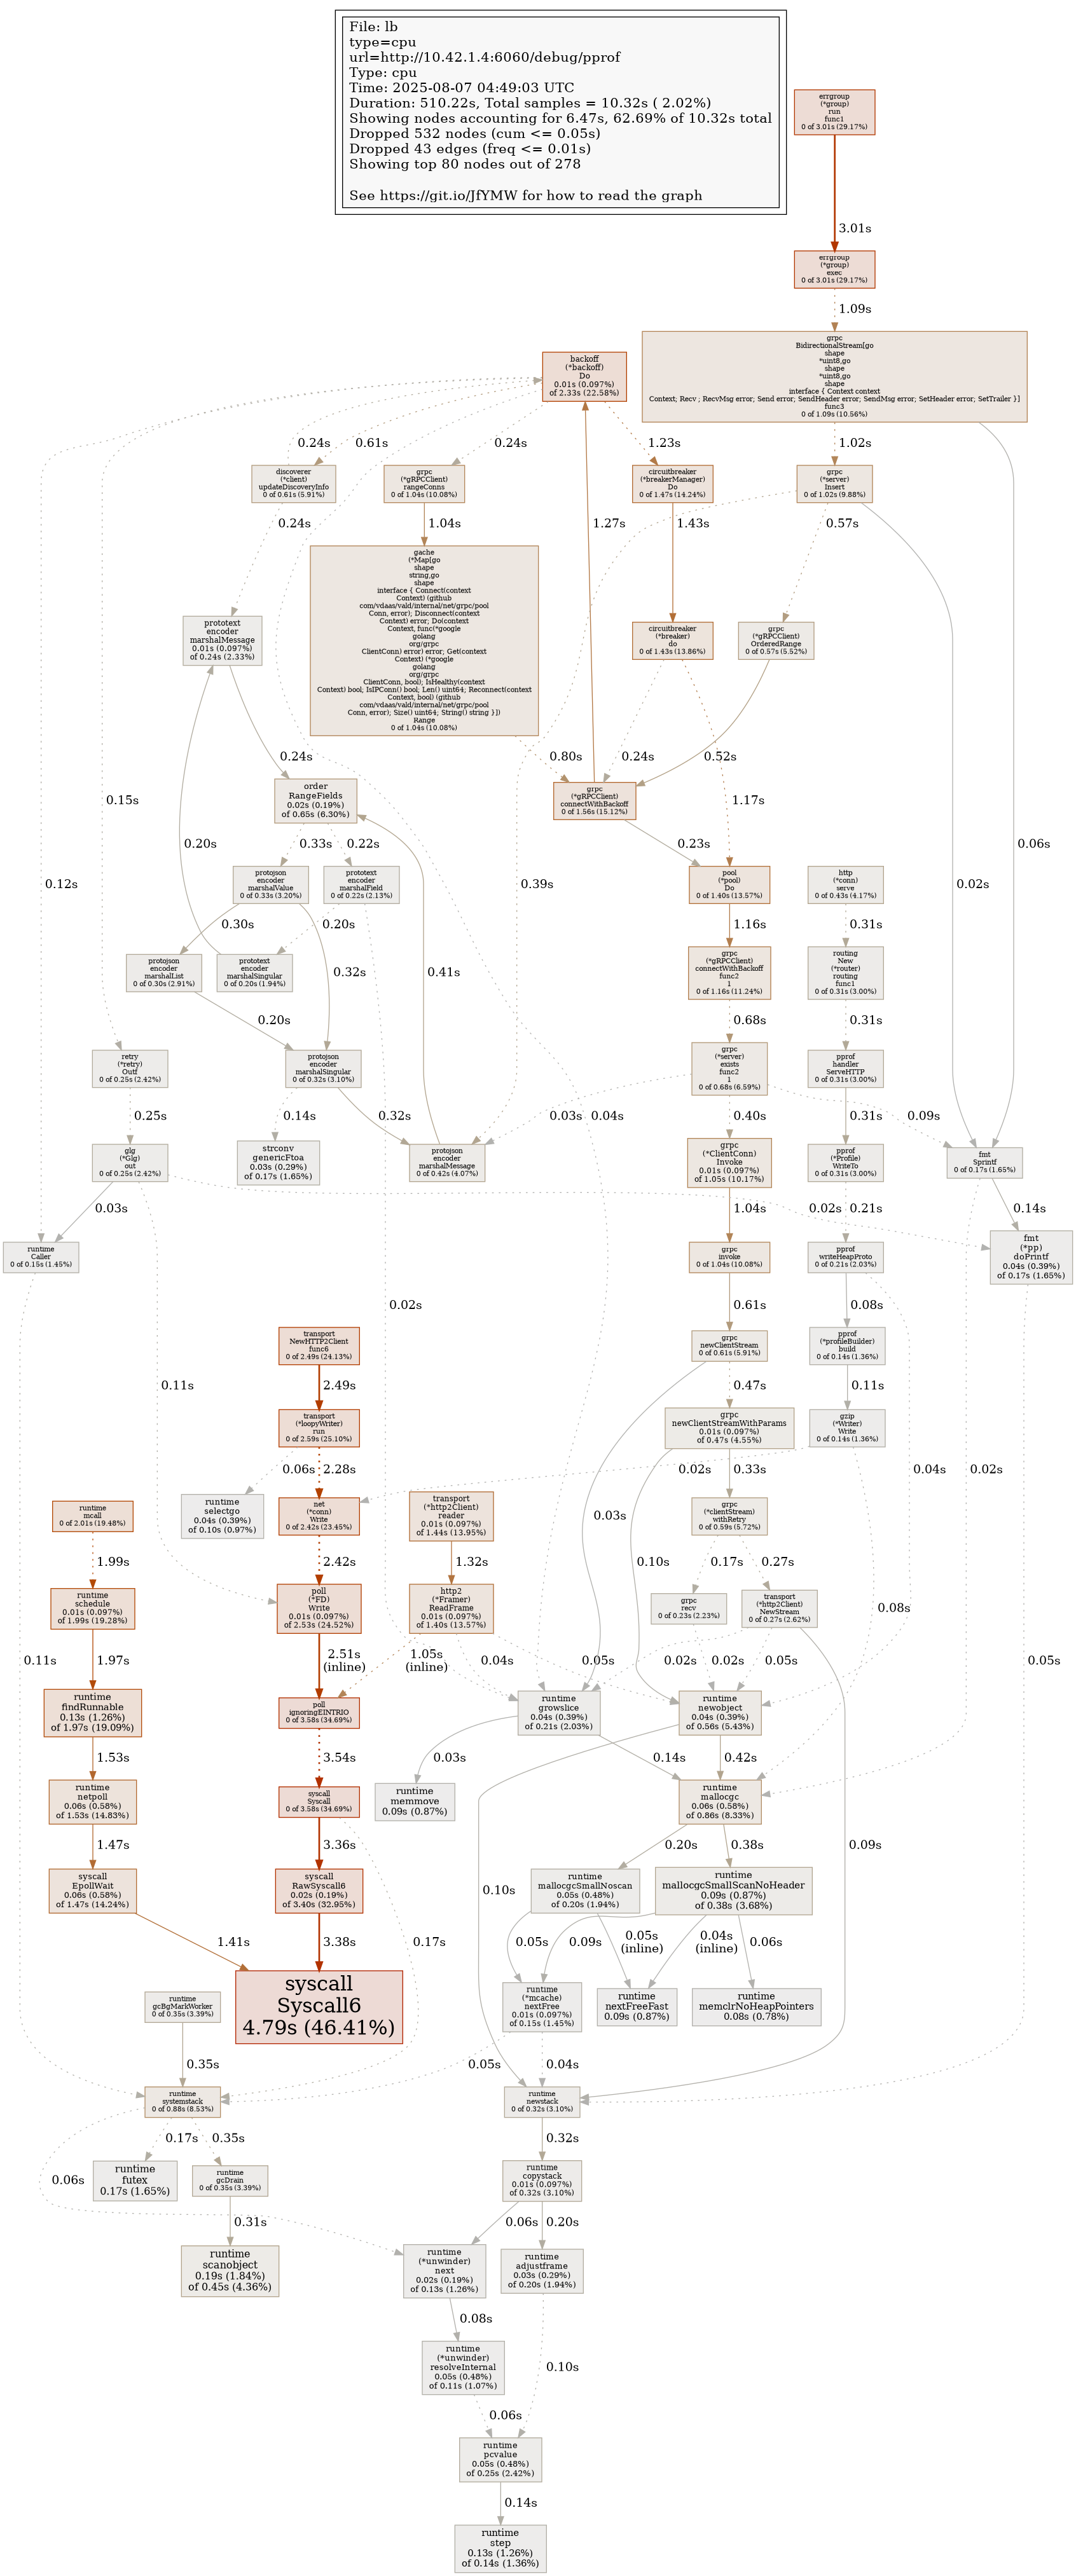 File: lb
type=cpu
url=http://10.42.1.4:6060/debug/pprof
Type: cpu
Time: 2025-08-07 04:49:03 UTC
Duration: 510.22s, Total samples = 10.32s ( 2.02%)
Showing nodes accounting for 6.47s, 62.69% of 10.32s total
Dropped 532 nodes (cum <= 0.05s)
Dropped 43 edges (freq <= 0.01s)
Showing top 80 nodes out of 278
See https://git.io/JfYMW for how to read the graph
errgroup
(*group)
run
func1
0 of 3.01s (29.17%)
3.01s
errgroup
(*group)
exec
0 of 3.01s (29.17%)
1.09s
grpc
BidirectionalStream[go
shape
*uint8,go
shape
*uint8,go
shape
interface { Context context
Context; Recv ; RecvMsg error; Send error; SendHeader error; SendMsg error; SetHeader error; SetTrailer }]
func3
0 of 1.09s (10.56%)
backoff
(*backoff)
Do
0.01s (0.097%)
of 2.33s (22.58%)
0.24s
0.61s
0.24s
1.23s
1.02s
discoverer
(*client)
updateDiscoveryInfo
0 of 0.61s (5.91%)
grpc
(*gRPCClient)
rangeConns
0 of 1.04s (10.08%)
circuitbreaker
(*breakerManager)
Do
0 of 1.47s (14.24%)
grpc
(*server)
Insert
0 of 1.02s (9.88%)
0.24s
1.04s
1.27s
1.43s
0.57s
gache
(*Map[go
shape
string,go
shape
interface { Connect(context
Context) (github
com/vdaas/vald/internal/net/grpc/pool
Conn, error); Disconnect(context
Context) error; Do(context
Context, func(*google
golang
org/grpc
ClientConn) error) error; Get(context
Context) (*google
golang
org/grpc
ClientConn, bool); IsHealthy(context
Context) bool; IsIPConn() bool; Len() uint64; Reconnect(context
Context, bool) (github
com/vdaas/vald/internal/net/grpc/pool
Conn, error); Size() uint64; String() string }])
Range
0 of 1.04s (10.08%)
prototext
encoder
marshalMessage
0.01s (0.097%)
of 0.24s (2.33%)
circuitbreaker
(*breaker)
do
0 of 1.43s (13.86%)
grpc
(*gRPCClient)
OrderedRange
0 of 0.57s (5.52%)
0.24s
0.80s
0.24s
0.52s
order
RangeFields
0.02s (0.19%)
of 0.65s (6.30%)
grpc
(*gRPCClient)
connectWithBackoff
0 of 1.56s (15.12%)
0.15s
1.17s
0.20s
0.33s
0.22s
0.23s
0.06s
0.12s
0.39s
0.02s
protojson
encoder
marshalValue
0 of 0.33s (3.20%)
prototext
encoder
marshalField
0 of 0.22s (2.13%)
pool
(*pool)
Do
0 of 1.40s (13.57%)
http
(*conn)
serve
0 of 0.43s (4.17%)
0.30s
0.20s
1.16s
0.31s
protojson
encoder
marshalList
0 of 0.30s (2.91%)
prototext
encoder
marshalSingular
0 of 0.20s (1.94%)
0.32s
0.41s
grpc
(*gRPCClient)
connectWithBackoff
func2
1
0 of 1.16s (11.24%)
routing
New
(*router)
routing
func1
0 of 0.31s (3.00%)
0.20s
0.68s
0.31s
retry
(*retry)
Outf
0 of 0.25s (2.42%)
protojson
encoder
marshalSingular
0 of 0.32s (3.10%)
grpc
(*server)
exists
func2
1
0 of 0.68s (6.59%)
pprof
handler
ServeHTTP
0 of 0.31s (3.00%)
0.25s
0.14s
0.32s
0.03s
0.04s
0.40s
0.31s
0.09s
glg
(*Glg)
out
0 of 0.25s (2.42%)
strconv
genericFtoa
0.03s (0.29%)
of 0.17s (1.65%)
protojson
encoder
marshalMessage
0 of 0.42s (4.07%)
grpc
(*ClientConn)
Invoke
0.01s (0.097%)
of 1.05s (10.17%)
pprof
(*Profile)
WriteTo
0 of 0.31s (3.00%)
fmt
Sprintf
0 of 0.17s (1.65%)
0.03s
1.04s
0.02s
0.21s
0.14s
runtime
Caller
0 of 0.15s (1.45%)
grpc
invoke
0 of 1.04s (10.08%)
pprof
writeHeapProto
0 of 0.21s (2.03%)
fmt
(*pp)
doPrintf
0.04s (0.39%)
of 0.17s (1.65%)
0.02s
0.61s
0.08s
transport
NewHTTP2Client
func6
0 of 2.49s (24.13%)
grpc
newClientStream
0 of 0.61s (5.91%)
pprof
(*profileBuilder)
build
0 of 0.14s (1.36%)
0.11s
2.49s
0.47s
0.11s
transport
(*loopyWriter)
run
0 of 2.59s (25.10%)
grpc
newClientStreamWithParams
0.01s (0.097%)
of 0.47s (4.55%)
gzip
(*Writer)
Write
0 of 0.14s (1.36%)
0.06s
2.28s
0.02s
0.33s
0.04s
0.02s
runtime
mcall
0 of 2.01s (19.48%)
runtime
selectgo
0.04s (0.39%)
of 0.10s (0.97%)
net
(*conn)
Write
0 of 2.42s (23.45%)
transport
(*http2Client)
reader
0.01s (0.097%)
of 1.44s (13.95%)
0.03s
grpc
(*clientStream)
withRetry
0 of 0.59s (5.72%)
1.99s
2.42s
1.32s
0.10s
0.17s
0.27s
runtime
schedule
0.01s (0.097%)
of 1.99s (19.28%)
poll
(*FD)
Write
0.01s (0.097%)
of 2.53s (24.52%)
http2
(*Framer)
ReadFrame
0.01s (0.097%)
of 1.40s (13.57%)
grpc
recv
0 of 0.23s (2.23%)
transport
(*http2Client)
NewStream
0 of 0.27s (2.62%)
0.08s
0.11s
1.97s
2.51s
(inline)
1.05s
(inline)
0.04s
0.05s
0.02s
0.02s
0.05s
0.05s
runtime
findRunnable
0.13s (1.26%)
of 1.97s (19.09%)
poll
ignoringEINTRIO
0 of 3.58s (34.69%)
runtime
growslice
0.04s (0.39%)
of 0.21s (2.03%)
runtime
newobject
0.04s (0.39%)
of 0.56s (5.43%)
1.53s
3.54s
0.03s
0.14s
0.42s
runtime
netpoll
0.06s (0.58%)
of 1.53s (14.83%)
syscall
Syscall
0 of 3.58s (34.69%)
runtime
memmove
0.09s (0.87%)
runtime
mallocgc
0.06s (0.58%)
of 0.86s (8.33%)
1.47s
3.36s
0.20s
0.38s
0.09s
syscall
EpollWait
0.06s (0.58%)
of 1.47s (14.24%)
syscall
RawSyscall6
0.02s (0.19%)
of 3.40s (32.95%)
0.10s
runtime
mallocgcSmallNoscan
0.05s (0.48%)
of 0.20s (1.94%)
runtime
mallocgcSmallScanNoHeader
0.09s (0.87%)
of 0.38s (3.68%)
1.41s
3.38s
0.17s
0.05s
0.09s
0.05s
(inline)
0.04s
(inline)
0.06s
syscall
Syscall6
4.79s (46.41%)
runtime
gcBgMarkWorker
0 of 0.35s (3.39%)
runtime
(*mcache)
nextFree
0.01s (0.097%)
of 0.15s (1.45%)
runtime
nextFreeFast
0.09s (0.87%)
runtime
memclrNoHeapPointers
0.08s (0.78%)
0.35s
0.05s
0.04s
runtime
systemstack
0 of 0.88s (8.53%)
runtime
newstack
0 of 0.32s (3.10%)
0.06s
0.17s
0.35s
0.32s
runtime
futex
0.17s (1.65%)
runtime
gcDrain
0 of 0.35s (3.39%)
runtime
copystack
0.01s (0.097%)
of 0.32s (3.10%)
0.31s
0.06s
0.20s
runtime
scanobject
0.19s (1.84%)
of 0.45s (4.36%)
runtime
(*unwinder)
next
0.02s (0.19%)
of 0.13s (1.26%)
runtime
adjustframe
0.03s (0.29%)
of 0.20s (1.94%)
0.08s
runtime
(*unwinder)
resolveInternal
0.05s (0.48%)
of 0.11s (1.07%)
0.10s
0.06s
runtime
pcvalue
0.05s (0.48%)
of 0.25s (2.42%)
0.14s
runtime
step
0.13s (1.26%)
of 0.14s (1.36%)